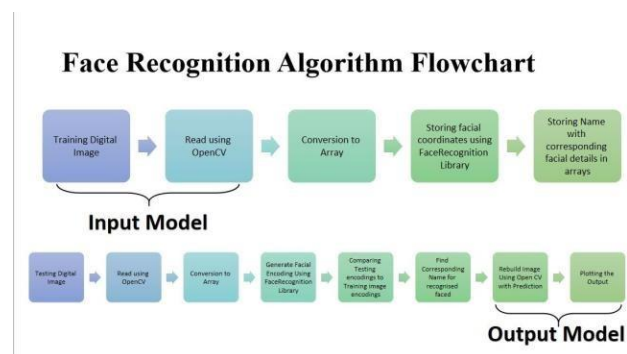 Face Recognition Algorithm Flowchart
Training Digital
Image
Read using
OpenCV
Conversion to
Array
Storing facial
coordinates using
FaceRecognition
Library
Storing Name
with
corresponding
facial details in
arrays
Input Model
Testing Digital
Image
Read using
OpenCV
Conversion to
Array
Generate Facial
Encoding Using
FaceRecognition
Library
Comparing
Testing
encodings to
Training image
encodings
Find
Corresponding
Name for
recognised faced
Rebuild Image
Using Open CV
with Prediction
Plotting the
Output
Output Model